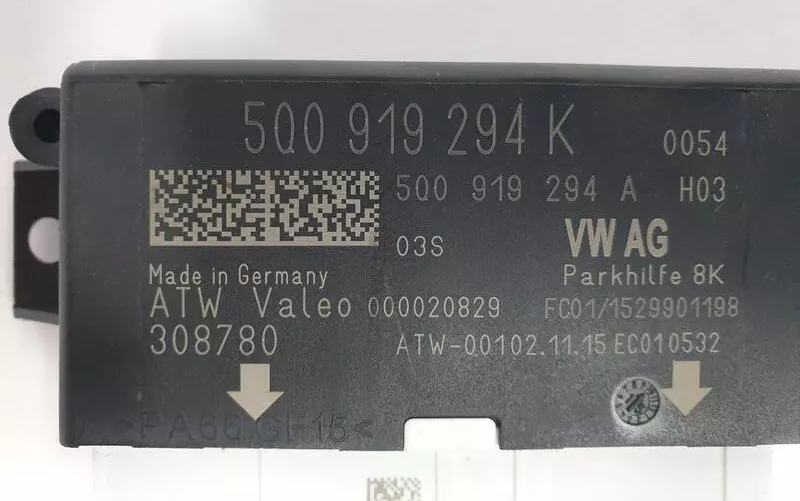 5Q0 919 294 K 0054
5Q0 919 294 A H03
03S VW AG
Made in Germany Parkhilfe 8K
ATW Valeo 000020829 FC01/1529901198
308780 ATW-00102.11.15 EC010532
>PA66 GF15<